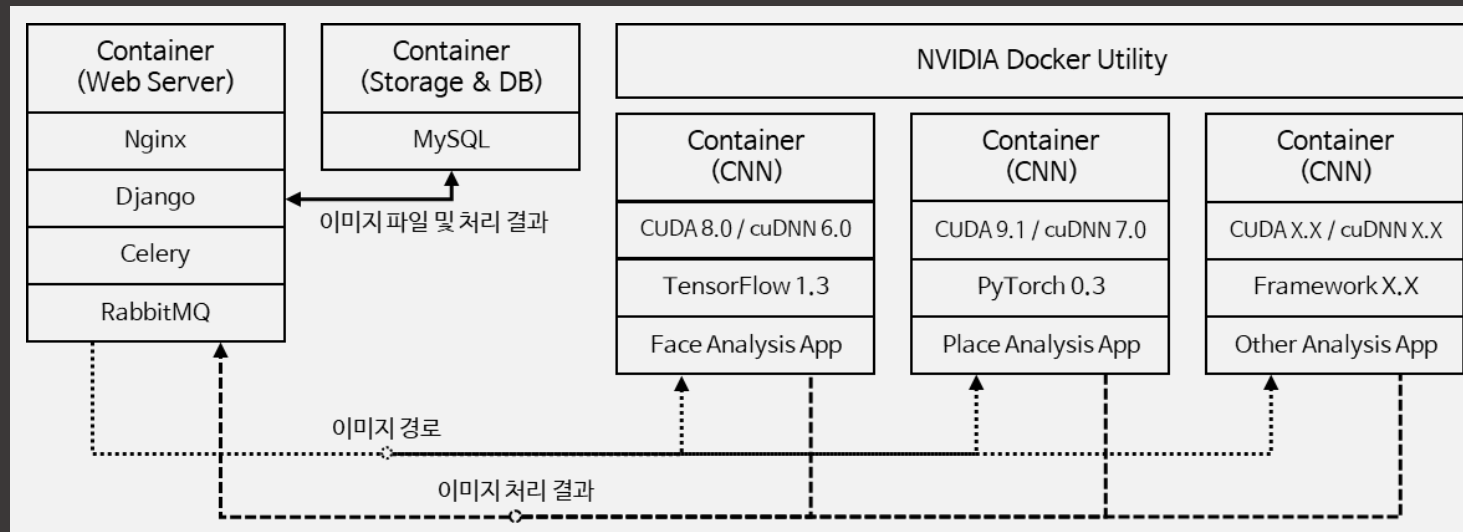 Container
(Web Server)
Nginx
Django
Celery
RabbitMQ
Container
(Storage & DB)
MySQL
이미지 파일 및 처리 결과
NVIDIA Docker Utility
Container
(CNN)
CUDA 8.0 / cuDNN 6.0
TensorFlow 1.3
Face Analysis App
Container
(CNN)
CUDA 9.1 / cuDNN 7.0
PyTorch 0.3
Place Analysis App
Container
(CNN)
CUDA X.X / cuDNN X.X
Framework X.X
Other Analysis App
이미지 경로
이미지 처리 결과